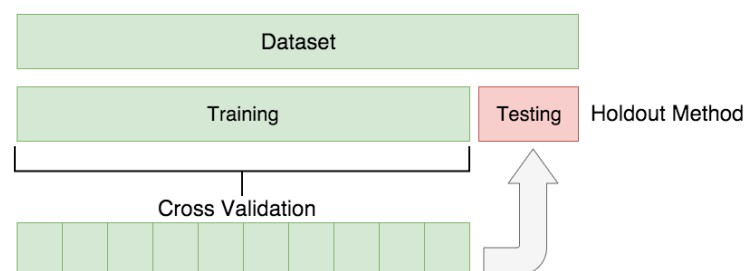 Dataset
Training
Testing
Holdout Method
Cross Validation